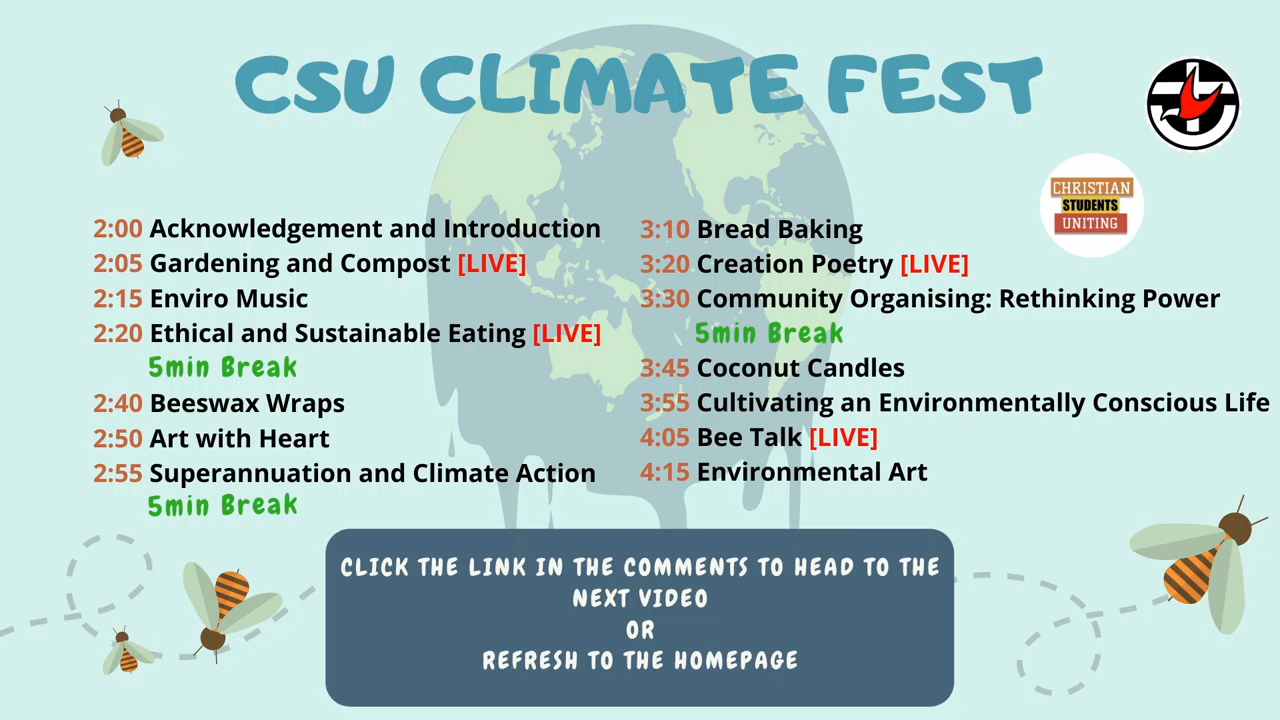 CSU CLIMATE FEST
CHRISTIAN
STUDENTS
UNITING
2:00 Acknowledgement and Introduction
2:05 Gardening and Compost [LIVE]
2:15 Enviro Music
2:20 Ethical and Sustainable Eating [LIVE]
5min Break
2:40 Beeswax Wraps
2:50 Art with Heart
2:55 Superannuation and Climate Action
5min Break
3:10 Bread Baking
3:20 Creation Poetry [LIVE]
3:30 Community Organising: Rethinking Power
5min Break
3:45 Coconut Candles
3:55 Cultivating an Environmentally Conscious Life
4:05 Bee Talk [LIVE]
4:15 Environmental Art
CLICK THE LINK IN THE COMMENTS TO HEAD TO THE
NEXT VIDEO
OR
REFRESH TO THE HOMEPAGE